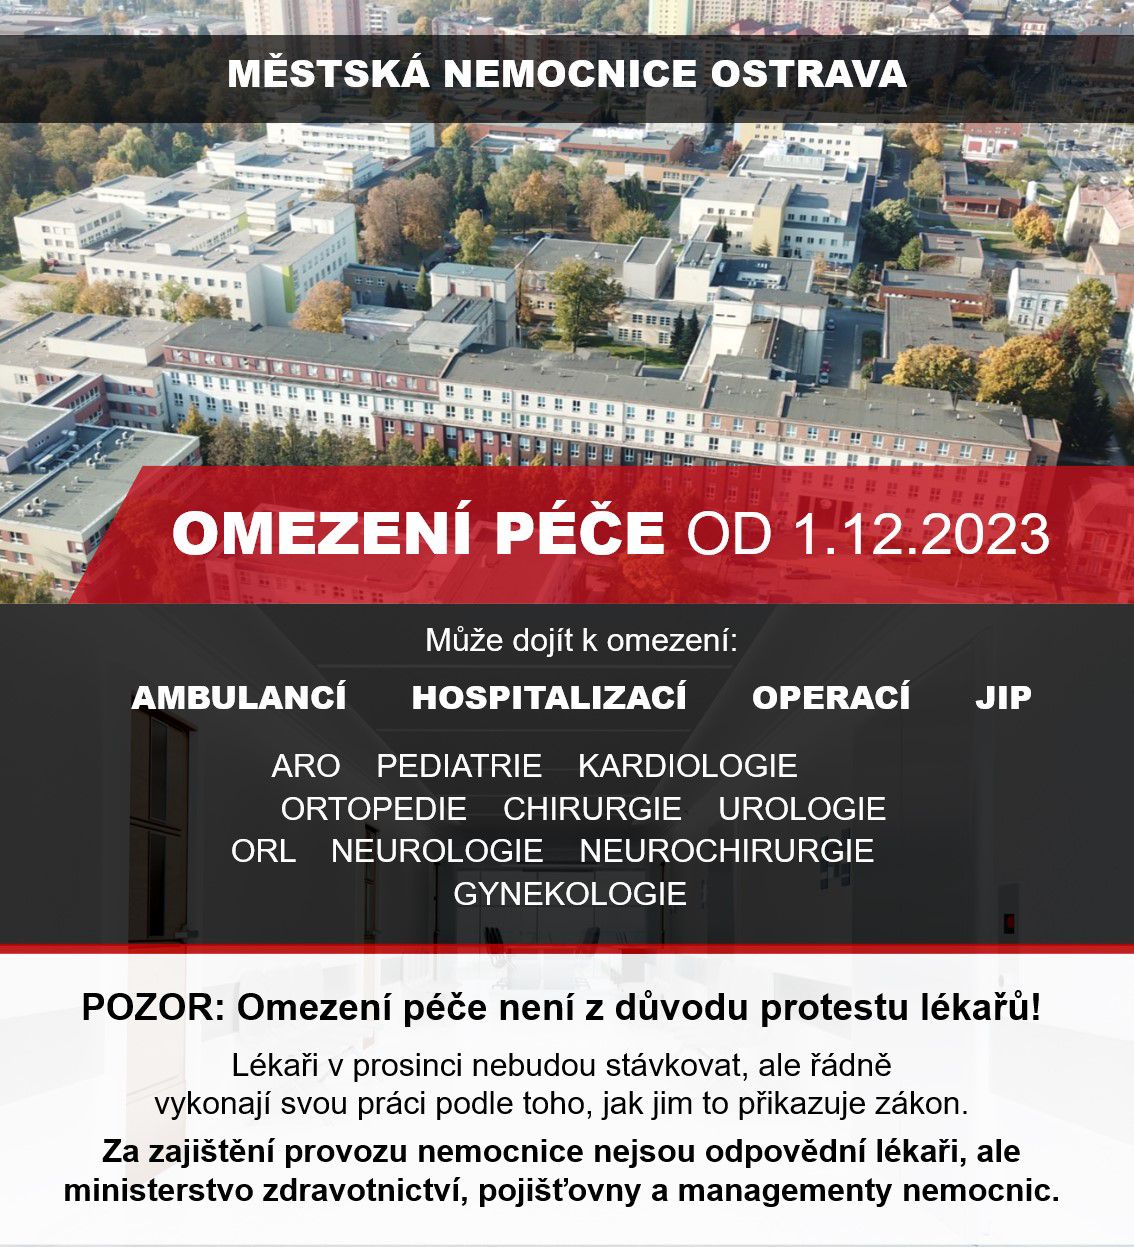 MĚSTSKÁ NEMOCNICE OSTRAVA
OMEZENÍ PÉČE OD 1.12.2023
Může dojít k omezení:
AMBULANCÍ HOSPITALIZACÍ OPERACÍ JIP
ARO PEDIATRIE KARDIOLOGIE
ORTOPEDIE CHIRURGIE UROLOGIE
ORL NEUROLOGIE NEUROCHIRURGIE
GYNEKOLOGIE
POZOR: Omezení péče není z důvodu protestu lékařů!
Lékaři v prosinci nebudou stávkovat, ale řádně
vykonají svou práci podle toho, jak jim to přikazuje zákon.
Za zajištění provozu nemocnice nejsou odpovědní lékaři, ale
ministerstvo zdravotnictví, pojišťovny a managementy nemocnic.